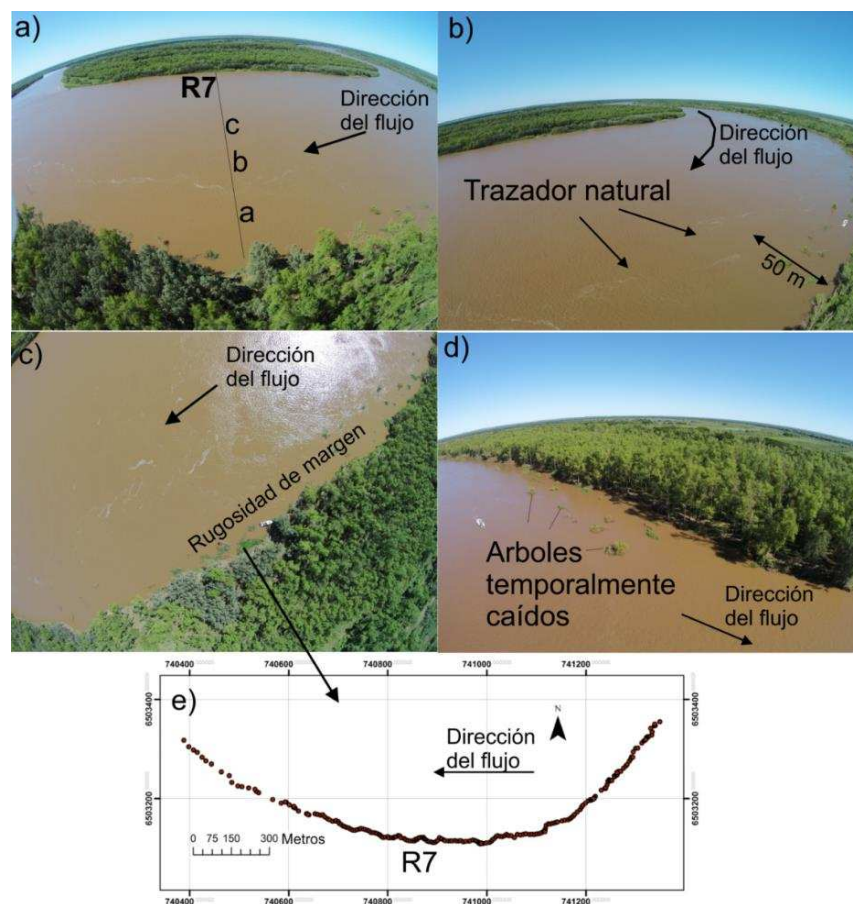 a)
R7
c
b
a
Dirección
del flujo
b)
Dirección
del flujo
Trazador natural
50 m
c)
Dirección
del flujo
Rugosidad de margen
d)
Arboles
temporalmente
caídos
Dirección
del flujo
e)
740400 740600 740800 741000 741200
6503400 6503400
N
Dirección
del flujo
6503200 6503200
0 75 150 300 Metros
R7
740400 740600 740800 741000 741200